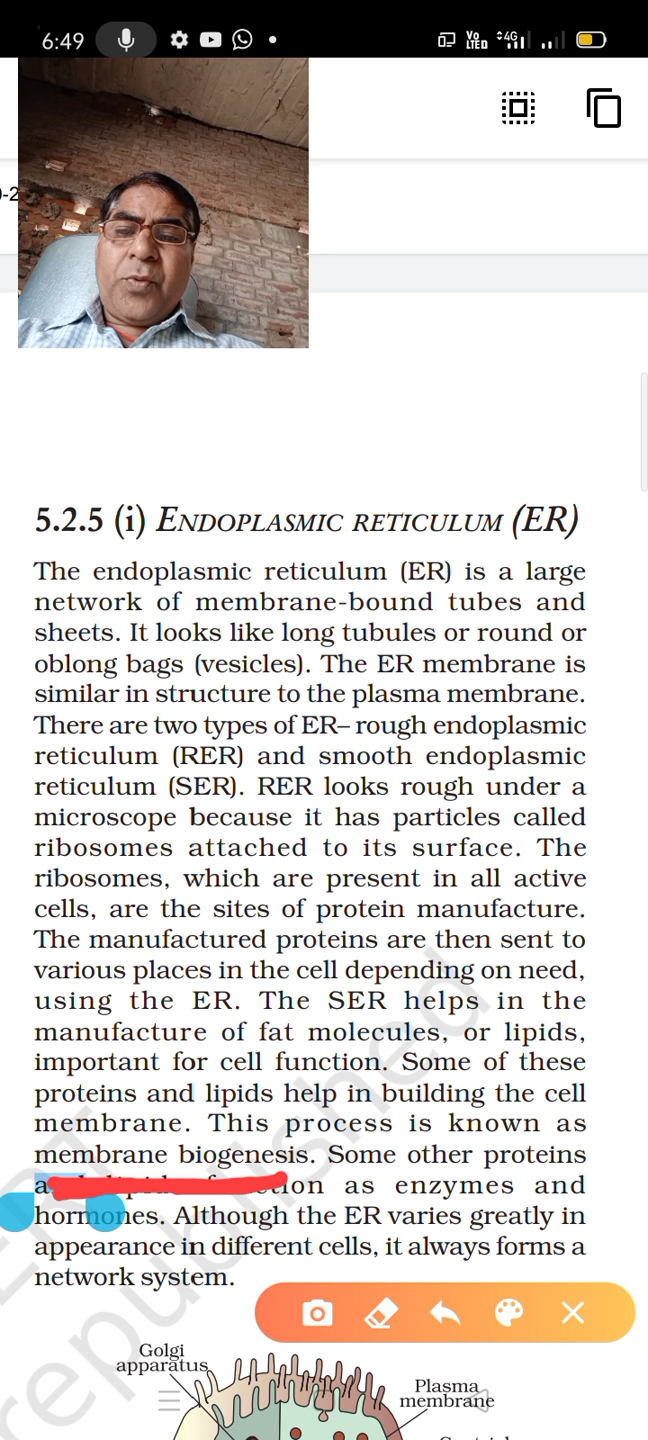 6:49
Vo
LTED
4G
5.2.5 (i) ENDOPLASMIC RETICULUM (ER)
The endoplasmic reticulum (ER) is a large
network of membrane-bound tubes and
sheets. It looks like long tubules or round or
oblong bags (vesicles). The ER membrane is
similar in structure to the plasma membrane.
There are two types of ER– rough endoplasmic
reticulum (RER) and smooth endoplasmic
reticulum (SER). RER looks rough under a
microscope because it has particles called
ribosomes attached to its surface. The
ribosomes, which are present in all active
cells, are the sites of protein manufacture.
The manufactured proteins are then sent to
various places in the cell depending on need,
using the ER. The SER helps in the
manufacture of fat molecules, or lipids,
important for cell function. Some of these
proteins and lipids help in building the cell
membrane. This process is known as
membrane biogenesis. Some other proteins
and lipids function as enzymes and
hormones. Although the ER varies greatly in
appearance in different cells, it always forms a
network system.
Golgi
apparatus
Plasma
membrane
republished